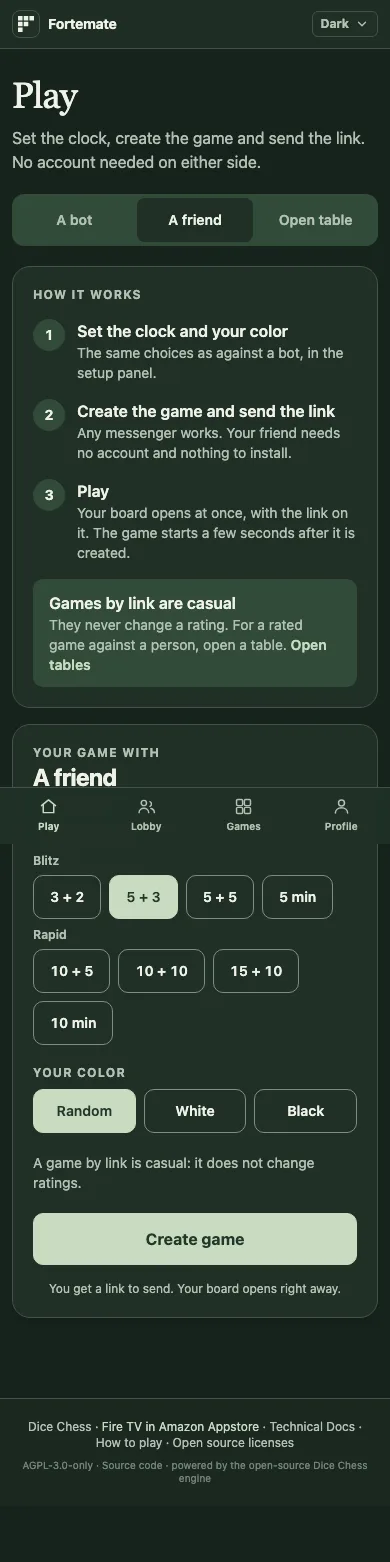 Fortemate
Dark
Play
Set the clock, create the game and send the link.
No account needed on either side.
A bot
A friend
Open table
HOW IT WORKS
1
Set the clock and your color
The same choices as against a bot, in the
setup panel.
2
Create the game and send the link
Any messenger works. Your friend needs
no account and nothing to install.
3
Play
Your board opens at once, with the link on
it. The game starts a few seconds after it is
created.
Games by link are casual
They never change a rating. For a rated
game against a person, open a table. Open
tables
YOUR GAME WITH
A friend
Play
Lobby
Games
Profile
Blitz
3 + 2
5 + 3
5 + 5
5 min
Rapid
10 + 5
10 + 10
15 + 10
10 min
YOUR COLOR
Random
White
Black
A game by link is casual: it does not change
ratings.
Create game
You get a link to send. Your board opens right away.
Dice Chess · Fire TV in Amazon Appstore · Technical Docs ·
How to play · Open source licenses
AGPL-3.0-only · Source code · powered by the open-source Dice Chess
engine